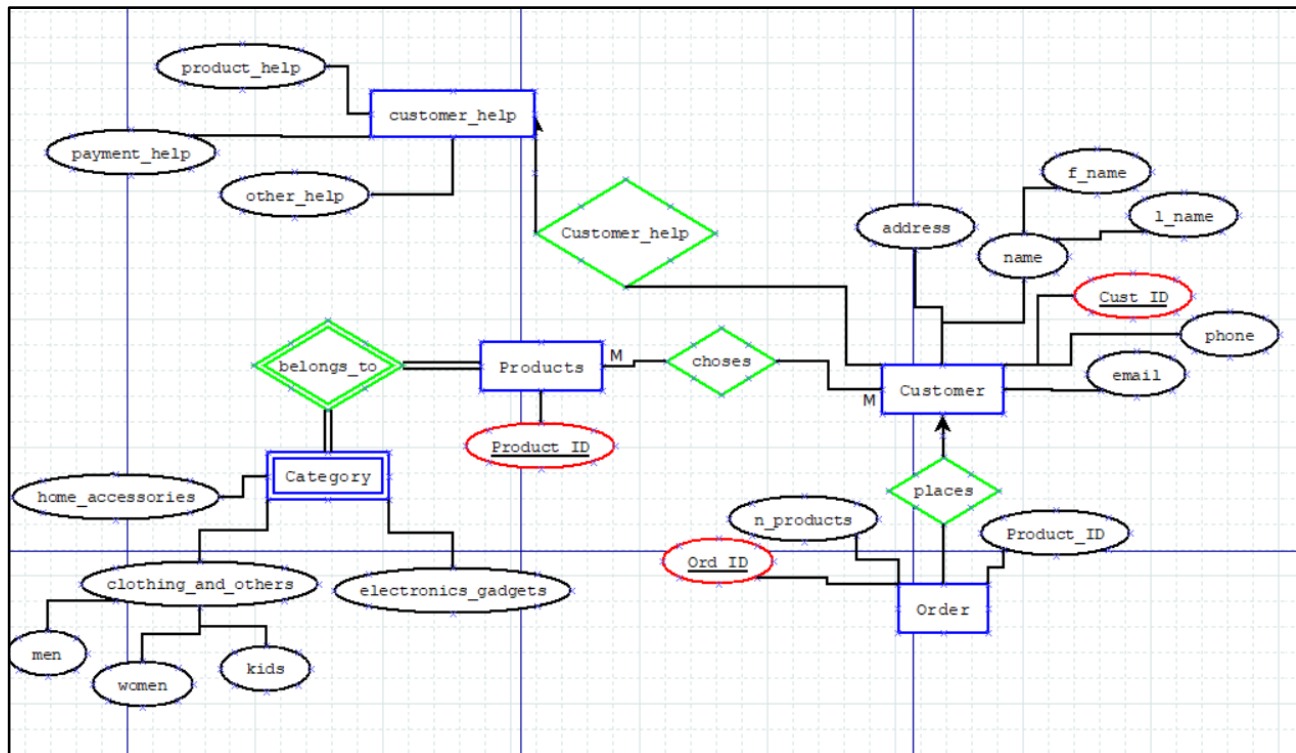 product_help
customer_help
payment_help
other_help
Customer_help
address
f_name
l_name
name
Cust_ID
phone
email
belongs_to
Products
M
choses
M
Customer
Product_ID
Category
home_accessories
places
n_products
Product_ID
Ord_ID
clothing_and_others
electronics_gadgets
Order
men
women
kids